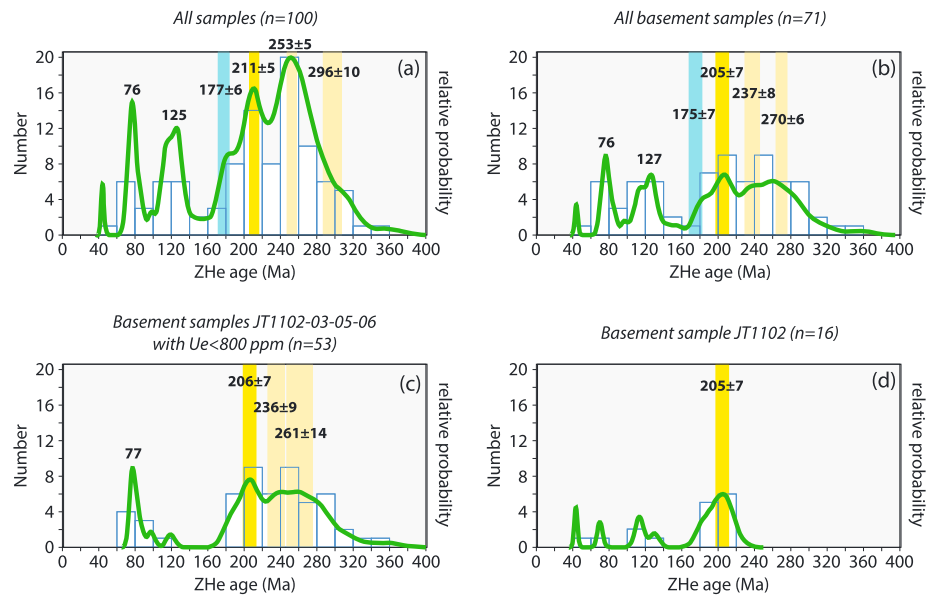 All samples (n=100)
20
16
12
8
4
0
Number
relative probability
(a)
76
125
177±6
211±5
253±5
296±10
0 40 80 120 160 200 240 280 320 360 400
ZHe age (Ma)
All basement samples (n=71)
20
16
12
8
4
0
Number
relative probability
(b)
76
127
175±7
205±7
237±8
270±6
0 40 80 120 160 200 240 280 320 360 400
ZHe age (Ma)
Basement samples JT1102-03-05-06
with Ue<800 ppm (n=53)
20
16
12
8
4
0
Number
relative probability
(c)
77
206±7
236±9
261±14
0 40 80 120 160 200 240 280 320 360 400
ZHe age (Ma)
Basement sample JT1102 (n=16)
20
16
12
8
4
0
Number
relative probability
(d)
205±7
0 40 80 120 160 200 240 280 320 360 400
ZHe age (Ma)